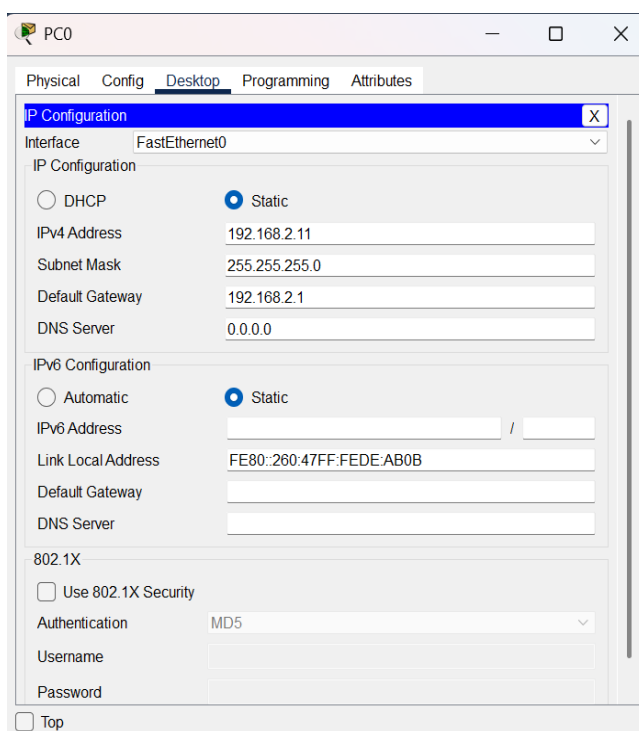 PC0
Physical Config Desktop Programming Attributes
IP Configuration X
Interface FastEthernet0
IP Configuration
DHCP Static
IPv4 Address 192.168.2.11
Subnet Mask 255.255.255.0
Default Gateway 192.168.2.1
DNS Server 0.0.0.0
IPv6 Configuration
Automatic Static
IPv6 Address /
Link Local Address FE80::260:47FF:FEDE:AB0B
Default Gateway
DNS Server
802.1X
Use 802.1X Security
Authentication MD5
Username
Password
Top